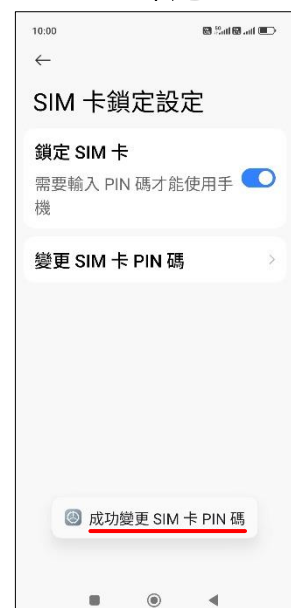 10:00
SIM 卡鎖定設定
鎖定 SIM 卡
需要輸入 PIN 碼才能使用手
機
變更 SIM 卡 PIN 碼
成功變更 SIM 卡 PIN 碼